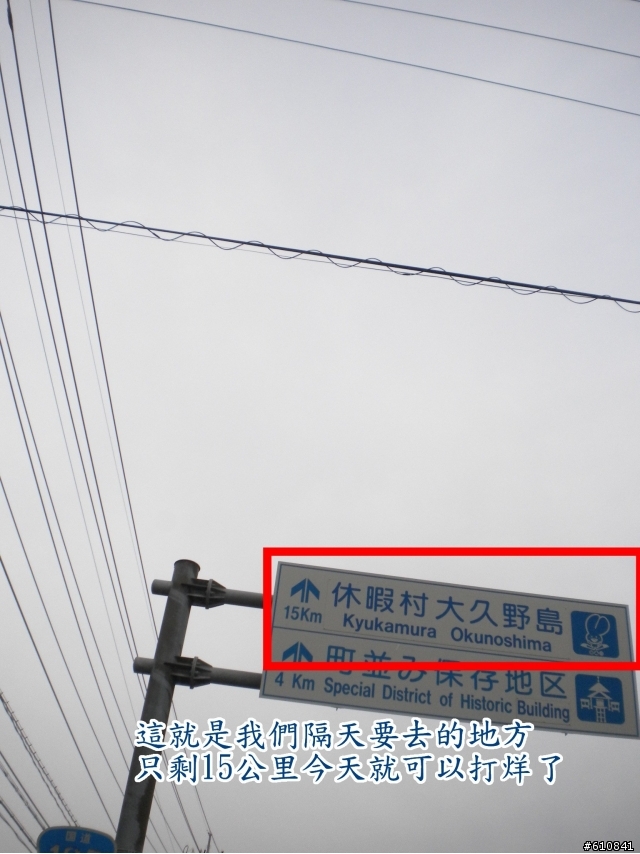 休暇村大久野島
15Km Kyukamura Okunoshima
町並み保存地区
4 Km Special District of Historic Building
這就是我們隔天要去的地方
只剩15公里今天就可以打烊了
国道
#610841